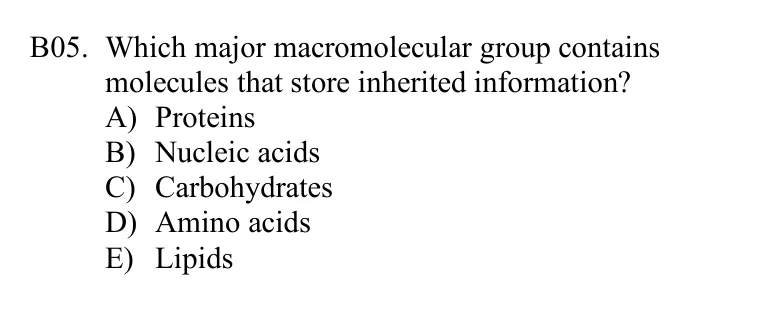 B05. Which major macromolecular group contains
molecules that store inherited information?
A) Proteins
B) Nucleic acids
C) Carbohydrates
D) Amino acids
E) Lipids